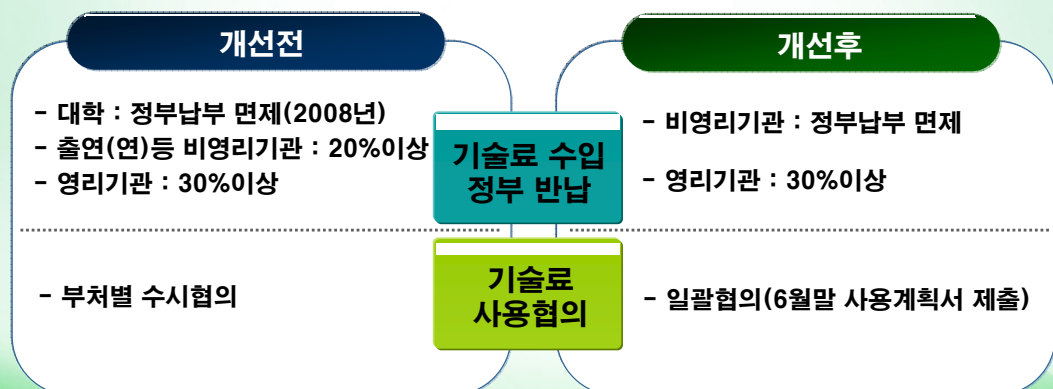 개선전
개선후
- 대학 : 정부납부 면제(2008년)
- 출연(연)등 비영리기관 : 20%이상
- 영리기관 : 30%이상
기술료 수입
정부 반납
- 비영리기관 : 정부납부 면제
- 영리기관 : 30%이상
- 부처별 수시협의
기술료
사용협의
- 일괄협의(6월말 사용계획서 제출)